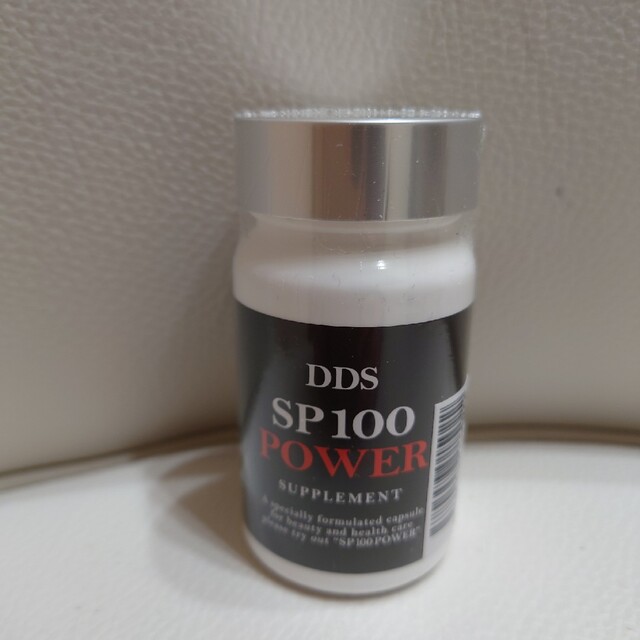 DDS
SP100
POWER
SUPPLEMENT
A specially formulated capsule
for beauty and health care
please try out "SP100POWER"